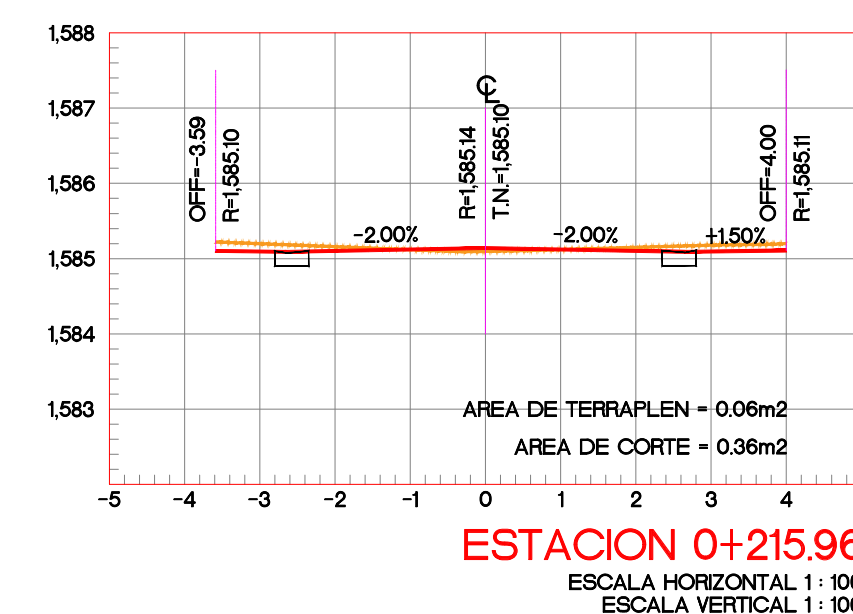 1,588
1,587
1,586
1,585
1,584
1,583
OFF=-3.59
R=1,585.10
CL
R=1,585.14
T.N.=1,585.10
OFF=4.00
R=1,585.11
-2.00%
-2.00%
+1.50%
AREA DE TERRAPLEN = 0.06m2
AREA DE CORTE = 0.36m2
-5 -4 -3 -2 -1 0 1 2 3 4
ESTACION 0+215.96
ESCALA HORIZONTAL 1 : 100
ESCALA VERTICAL 1 : 100